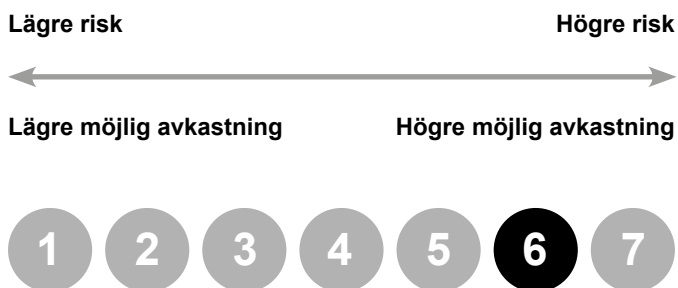 Lägre risk Högre risk
Lägre möjlig avkastning Högre möjlig avkastning
1 2 3 4 5 6 7